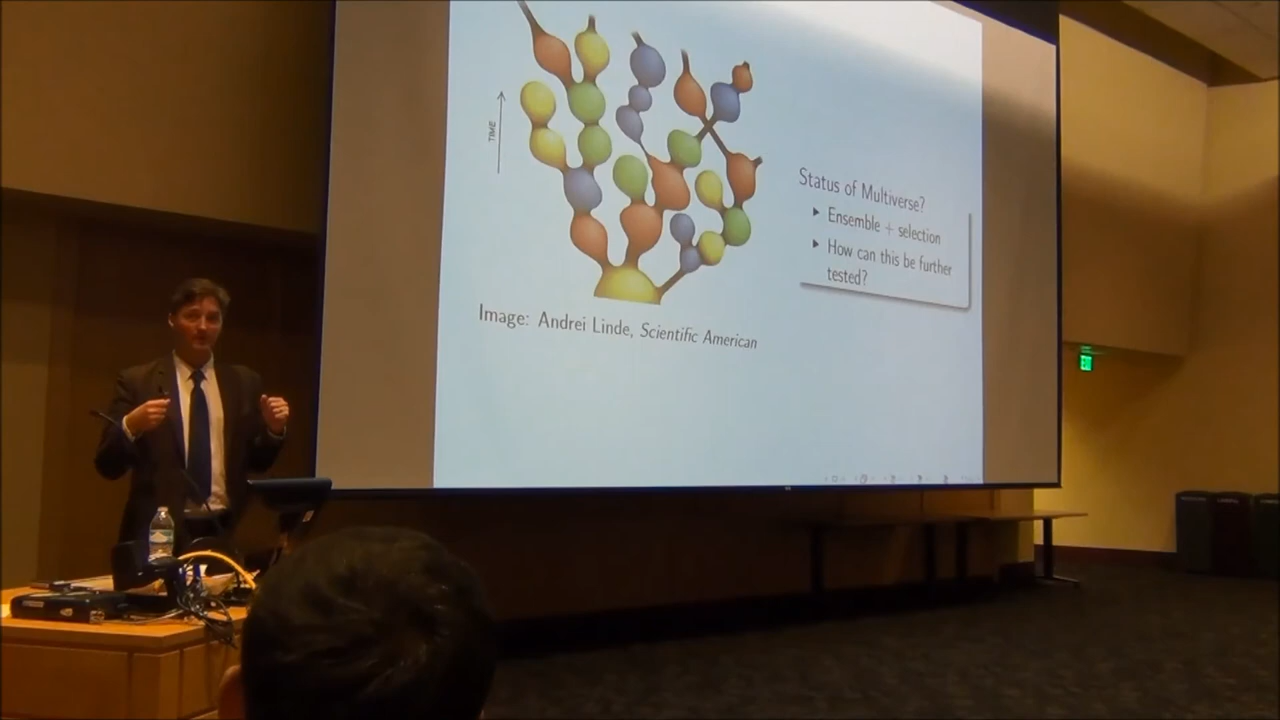 TIME
Status of Multiverse?
Ensemble + selection
How can this be further
tested?
Image: Andrei Linde, Scientific American